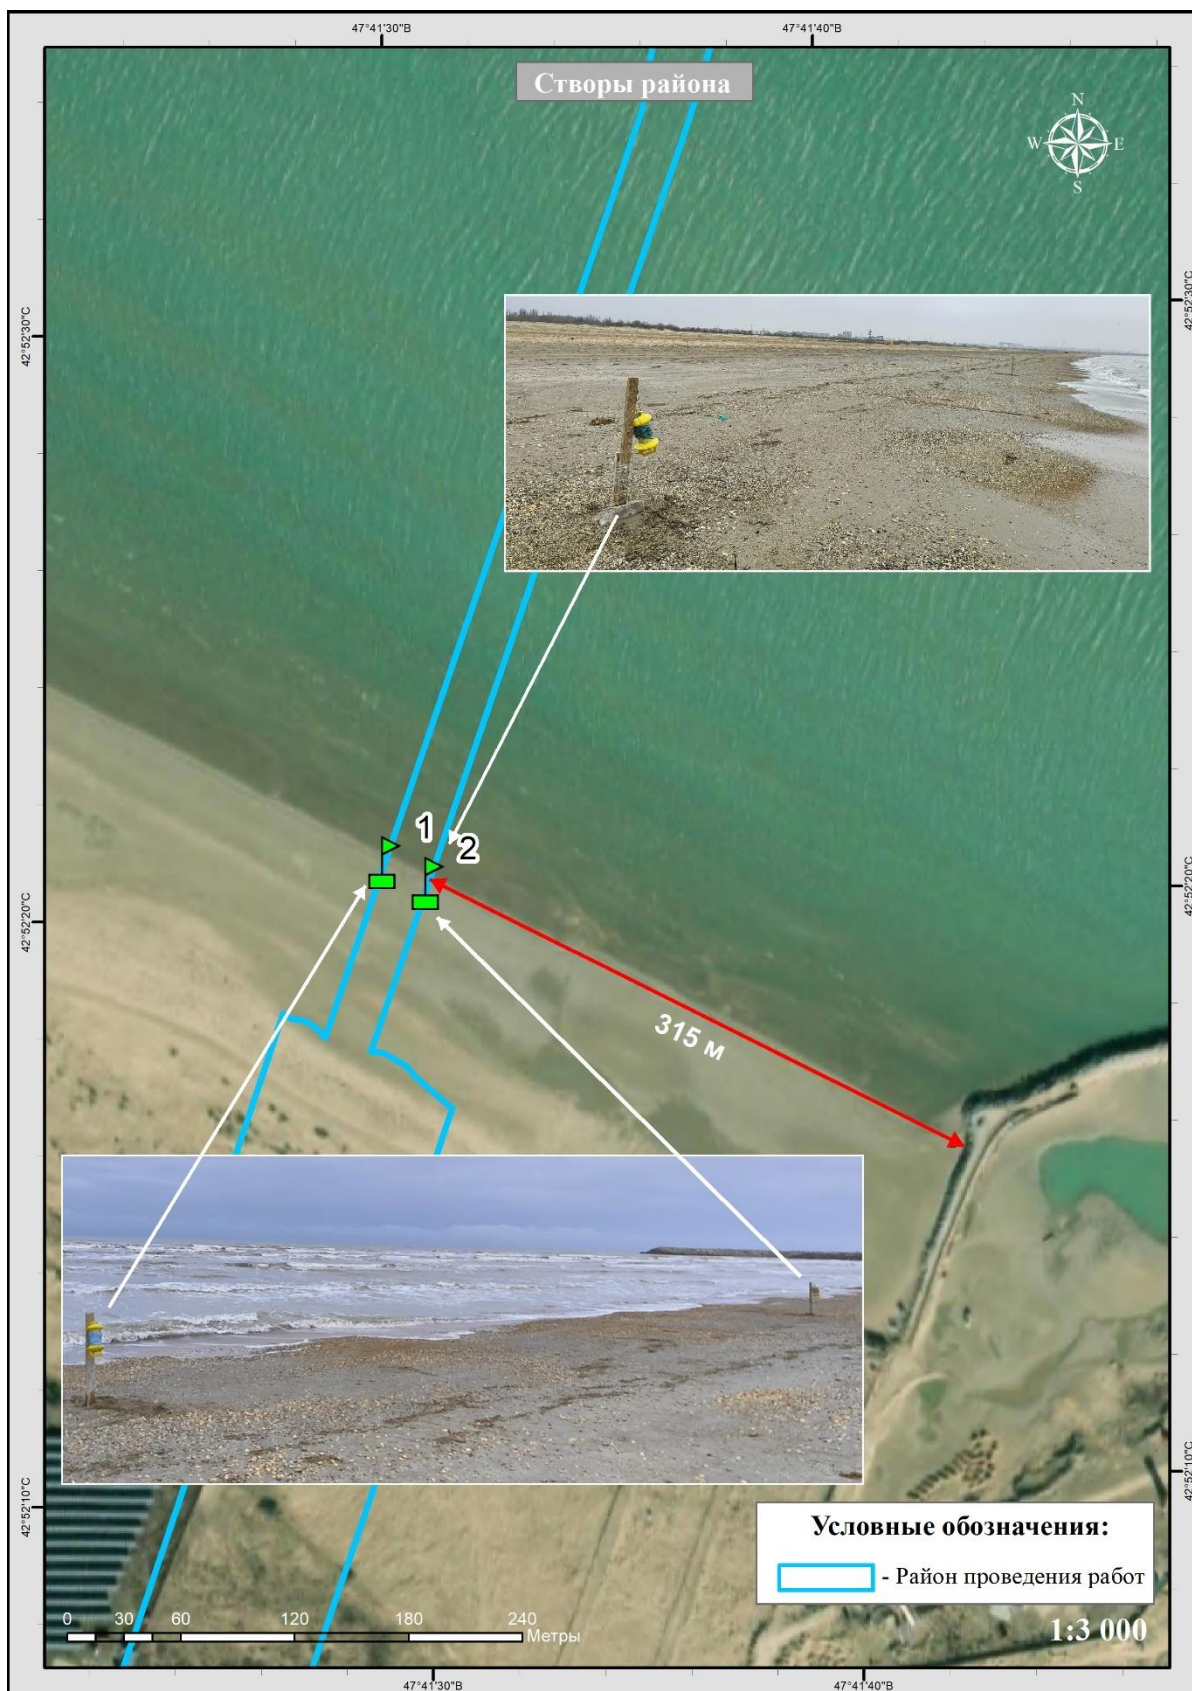 47°41'30"В
47°41'40"В
Створы района
N
W E
S
42°52'30"С
42°52'30"С
1
2
42°52'20"С
42°52'20"С
315 м
42°52'10"С
42°52'10"С
Условные обозначения:
- Район проведения работ
0 30 60 120 180 240
Метры
1:3 000
47°41'30"В
47°41'40"В